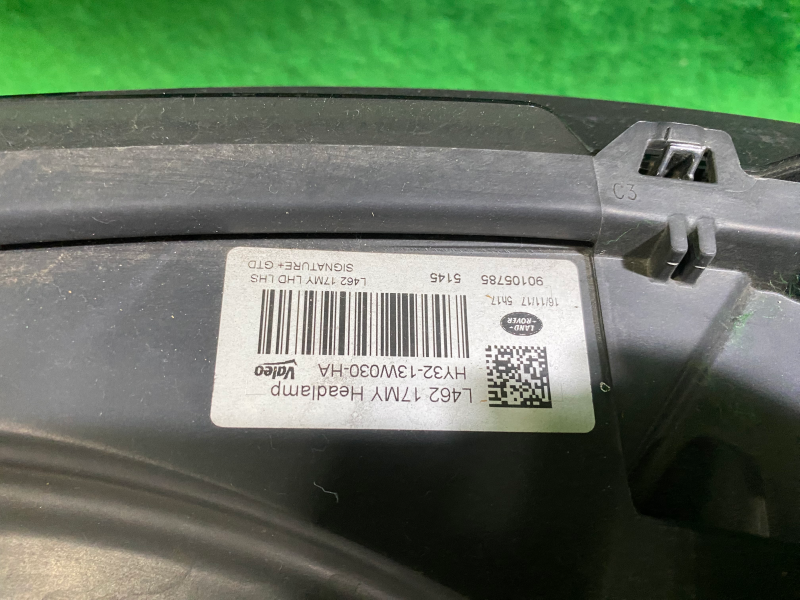 L462 17MY Headlamp
HY32-13W030-HA
Valeo
LAND-
-ROVER
16/11/17 5h17
90105785
5145
L462 17MY LHD LHS
SIGNATURE+ GTD
C3